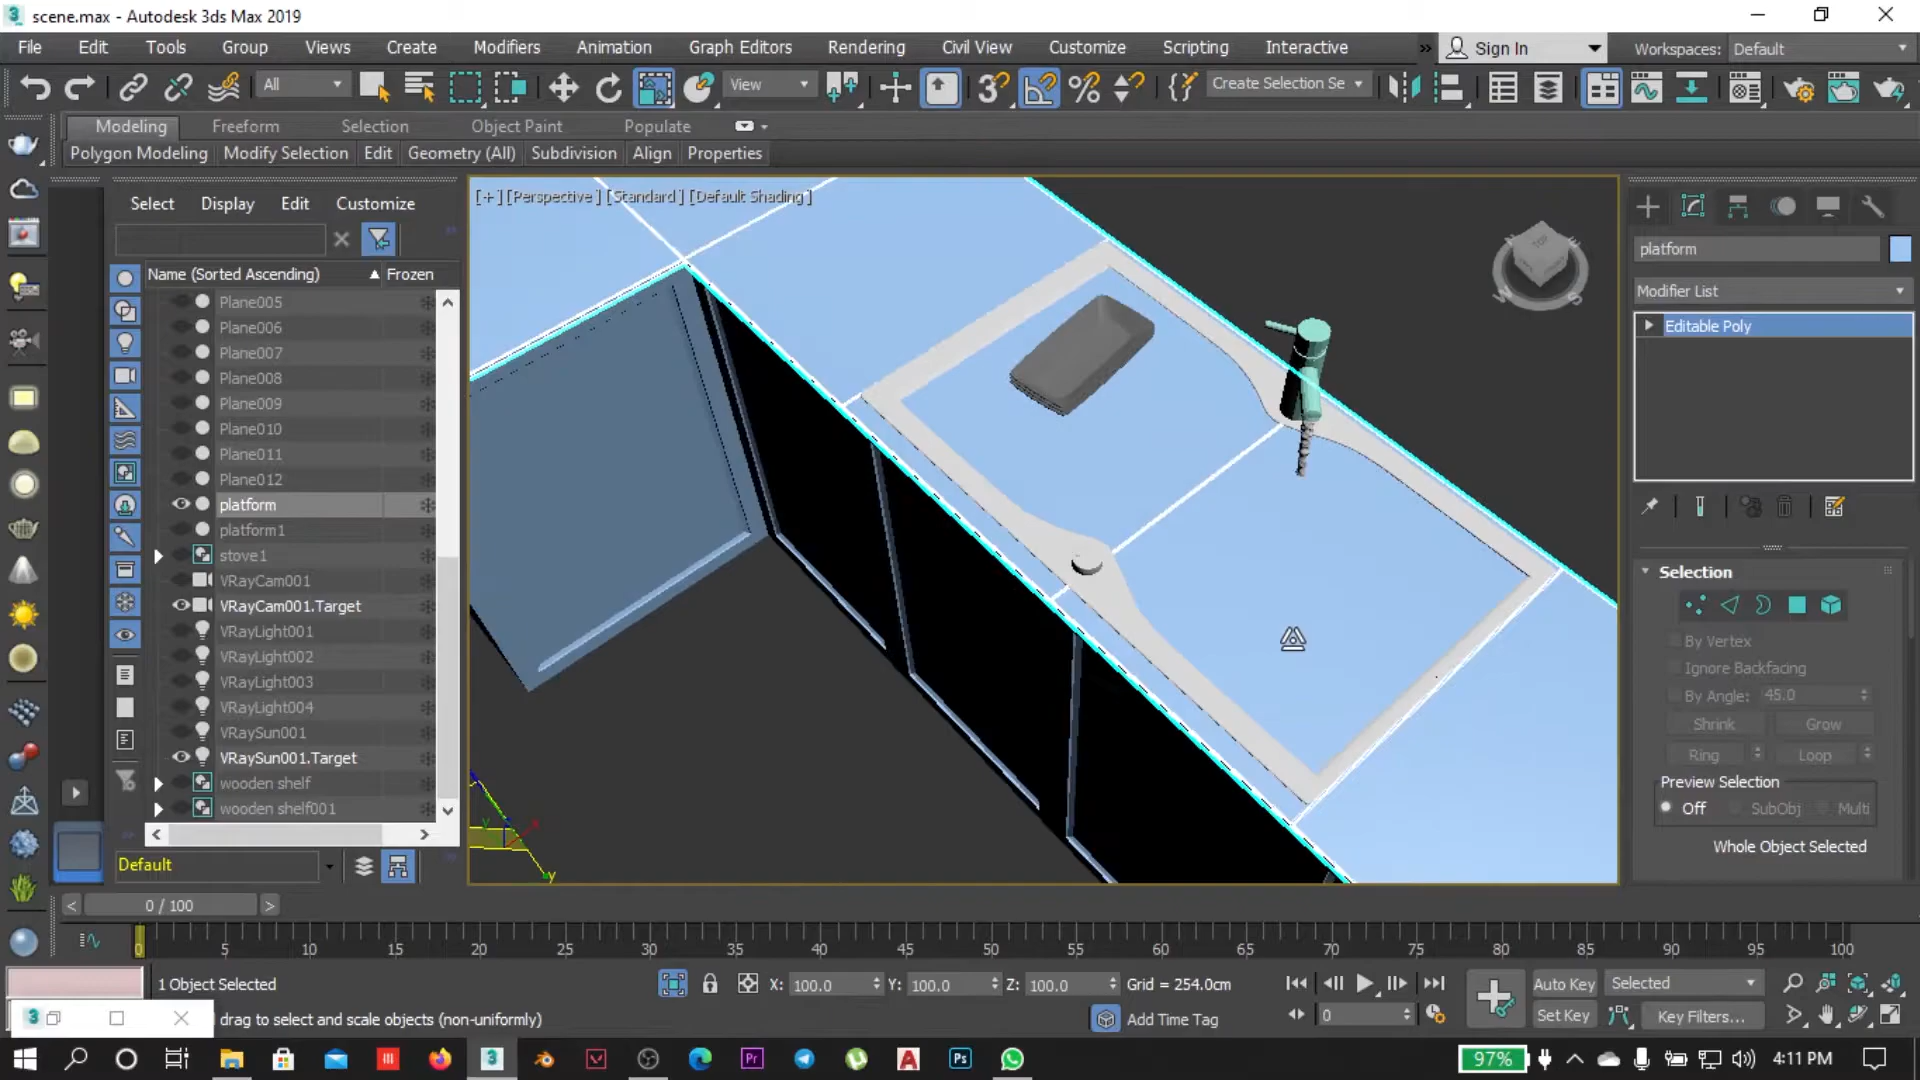 scene.max - Autodesk 3ds Max 2019
File Edit Tools Group Views Create Modifiers Animation Graph Editors Rendering Civil View Customize Scripting Interactive » Sign In Workspaces: Default
All View Create Selection Se
Modeling Freeform Selection Object Paint Populate
Polygon Modeling Modify Selection Edit Geometry (All) Subdivision Align Properties
Select Display Edit Customize
Name (Sorted Ascending) Frozen
Plane005
Plane006
Plane007
Plane008
Plane009
Plane010
Plane011
Plane012
platform
platform1
stove1
VRayCam001
VRayCam001.Target
VRayLight001
VRayLight002
VRayLight003
VRayLight004
VRaySun001
VRaySun001.Target
wooden shelf
wooden shelf001
Default
[+] [Perspective ] [Standard ] [Default Shading ]
TOP
W S
y
platform
Modifier List
Editable Poly
Selection
By Vertex
Ignore Backfacing
By Angle: 45.0
Shrink Grow
Ring Loop
Preview Selection
Off SubObj Multi
Whole Object Selected
< 0 / 100 >
0 5 10 15 20 25 30 35 40 45 50 55 60 65 70 75 80 85 90 95 100
1 Object Selected X: 100.0 Y: 100.0 Z: 100.0 Grid = 254.0cm Auto Key Selected
drag to select and scale objects (non-uniformly) Add Time Tag 0 Set Key Key Filters...
97% 4:11 PM